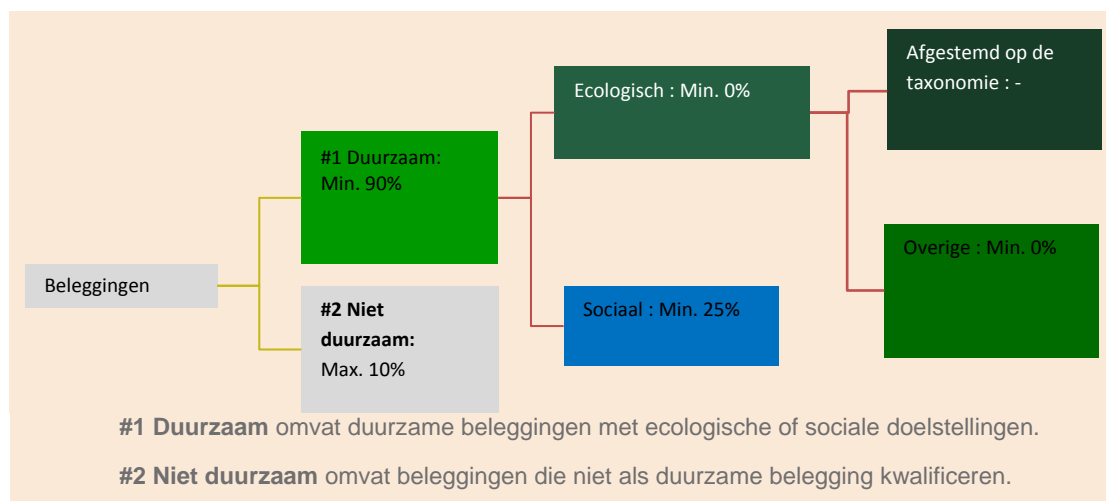 Beleggingen
#1 Duurzaam:
Min. 90%
#2 Niet
duurzaam:
Max. 10%
Ecologisch : Min. 0%
Sociaal : Min. 25%
Afgestemd op de
taxonomie : -
Overige : Min. 0%
#1 Duurzaam omvat duurzame beleggingen met ecologische of sociale doelstellingen.
#2 Niet duurzaam omvat beleggingen die niet als duurzame belegging kwalificeren.